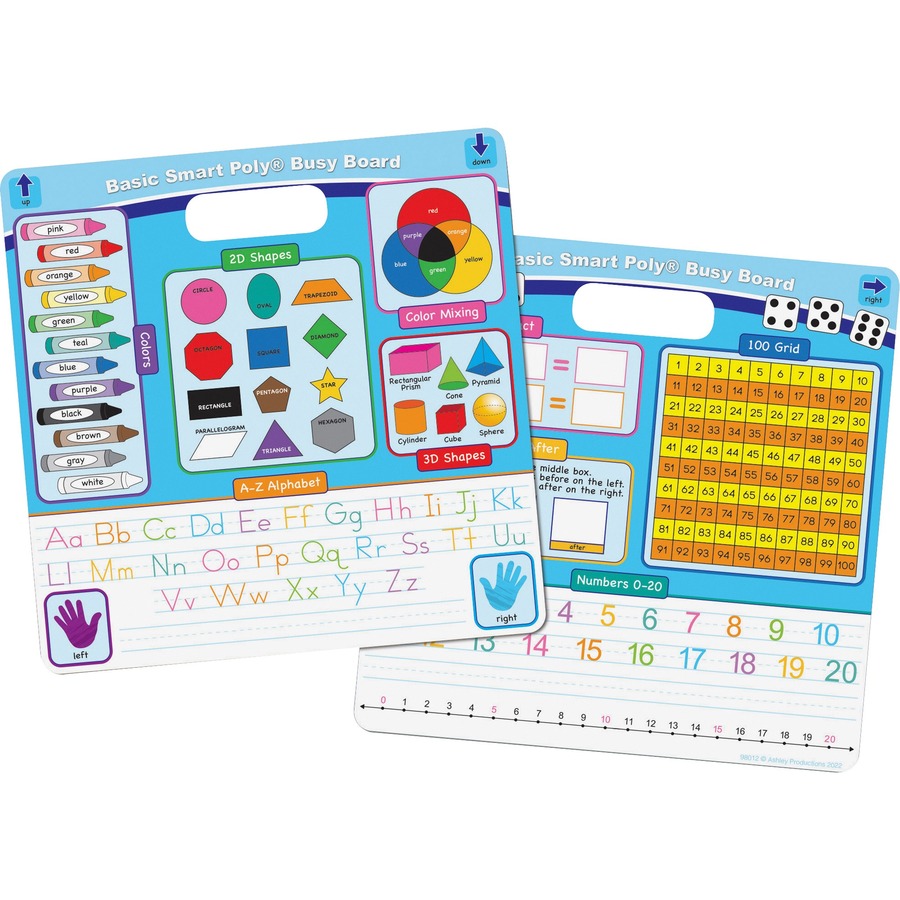 Basic Smart Poly® Busy Board
up
down
Colors
pink
red
orange
yellow
green
teal
blue
purple
black
brown
gray
white
2D Shapes
CIRCLE
OVAL
TRAPEZOID
OCTAGON
SQUARE
DIAMOND
RECTANGLE
PENTAGON
STAR
PARALLELOGRAM
TRIANGLE
HEXAGON
red
purple
orange
blue
green
yellow
Color Mixing
Rectangular
Prism
Cone
Pyramid
Cylinder
Cube
Sphere
3D Shapes
A-Z Alphabet
Aa Bb Cc Dd Ee Ff Gg Hh Ii Jj Kk
Ll Mm Nn Oo Pp Qq Rr Ss Tt Uu
Vv Ww Xx Yy Zz
left
right
Smart Poly® Busy Board
right
= 
=
middle box.
before on the left.
after on the right.
after
100 Grid
1 2 3 4 5 6 7 8 9 10
11 12 13 14 15 16 17 18 19 20
21 22 23 24 25 26 27 28 29 30
31 32 33 34 35 36 37 38 39 40
41 42 43 44 45 46 47 48 49 50
51 52 53 54 55 56 57 58 59 60
61 62 63 64 65 66 67 68 69 70
71 72 73 74 75 76 77 78 79 80
81 82 83 84 85 86 87 88 89 90
91 92 93 94 95 96 97 98 99 100
Numbers 0-20
4 5 6 7 8 9 10
13 14 15 16 17 18 19 20
0 1 2 3 4 5 6 7 8 9 10 11 12 13 14 15 16 17 18 19 20
98012 © Ashley Productions 2022